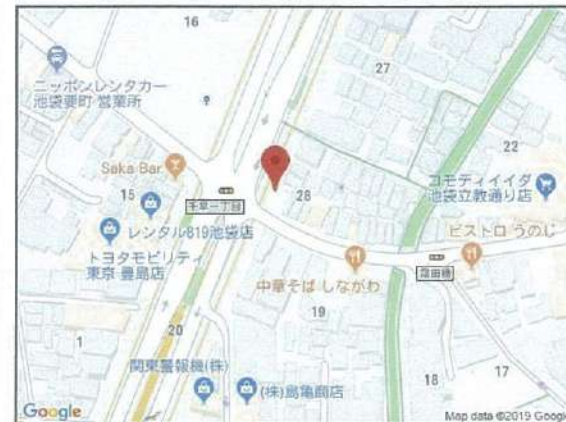 16
27
ニッポンレンタカー
池袋要町 営業所
22
Saka Bar
15
28
コモディイイダ
池袋立教通り店
千早一丁目
レンタル819池袋店
ビストロ うのじ
トヨタモビリティ
東京 豊島店
霜田橋
中華そば しながわ
19
20
1
関東警報機(株)
17
18
(株)島亀商店
Google
Map data ©2019 Google